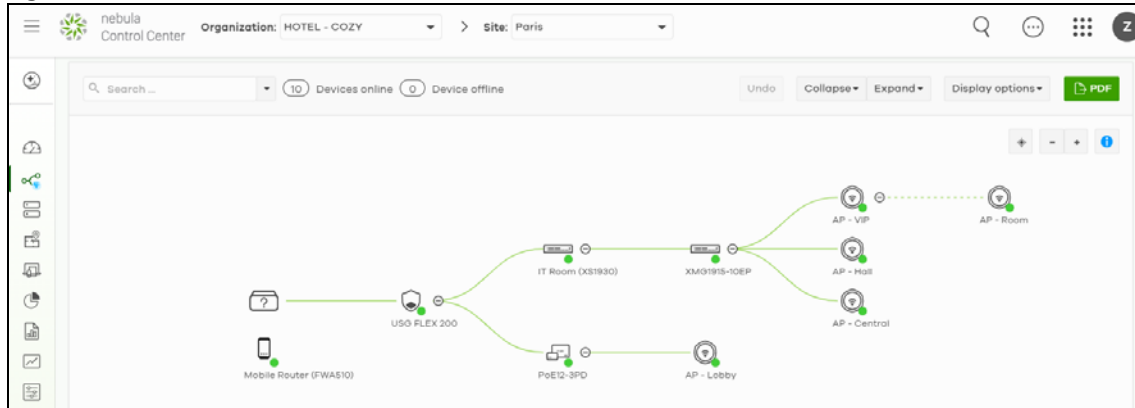 nebula
Control Center
Organization: HOTEL - COZY
Site: Paris
Z
Search ...
10 Devices online 0 Device offline
Undo
Collapse
Expand
Display options
PDF
AP - VIP
AP - Room
IT Room (XS1930)
XMG1915-10EP
AP - Hall
?
USG FLEX 200
AP - Central
Mobile Router (FWA510)
PoE12-3PD
AP - Lobby